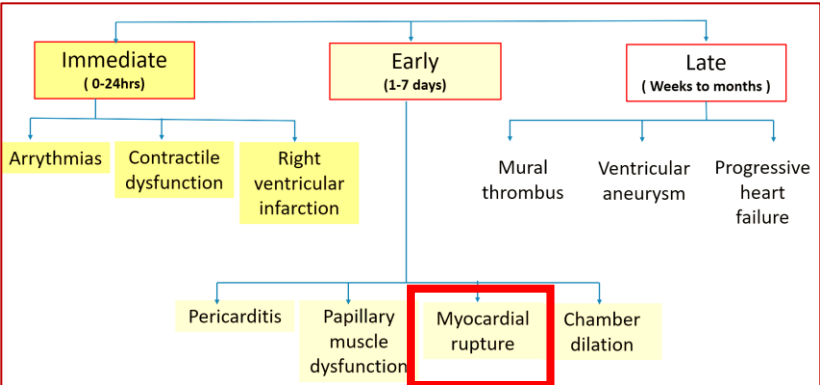 Immediate
( 0-24hrs)
Early
(1-7 days)
Late
( Weeks to months )
Arrythmias
Contractile
dysfunction
Right
ventricular
infarction
Mural
thrombus
Ventricular
aneurysm
Progressive
heart
failure
Pericarditis
Papillary
muscle
dysfunction
Myocardial
rupture
Chamber
dilation